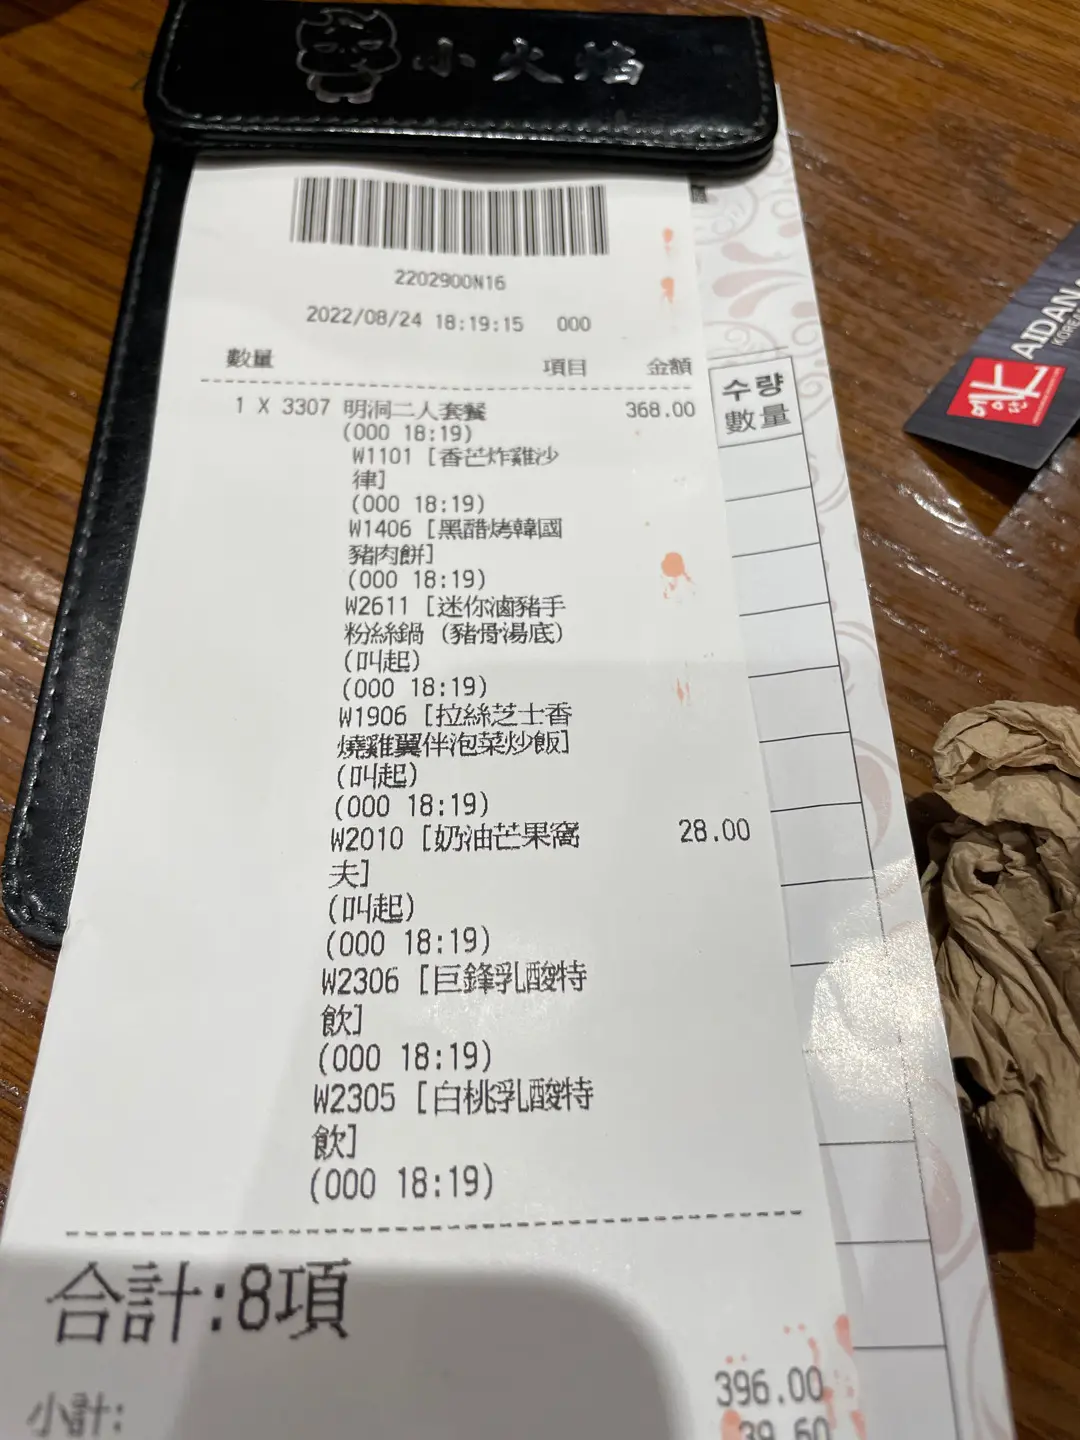 小火焰
2202900N16
2022/08/24 18:19:15 000
數量 項目 金額
1 X 3307 明洞二人套餐 368.00
(000 18:19)
W1101 [香芒炸雞沙
律]
(000 18:19)
W1406 [黑醋烤韓國
豬肉餅]
(000 18:19)
W2611 [迷你滷豬手
粉絲鍋 (豬骨湯底)
(叫起)
(000 18:19)
W1906 [拉絲芝士香
燒雞翼伴泡菜炒飯]
(叫起)
(000 18:19)
W2010 [奶油芒果窩 28.00
夫]
(叫起)
(000 18:19)
W2306 [巨鋒乳酸特
飲]
(000 18:19)
W2305 [白桃乳酸特
飲]
(000 18:19)
合計:8項
小計: 396.00
39.60
수량
數量
AIDAN
KOREAN